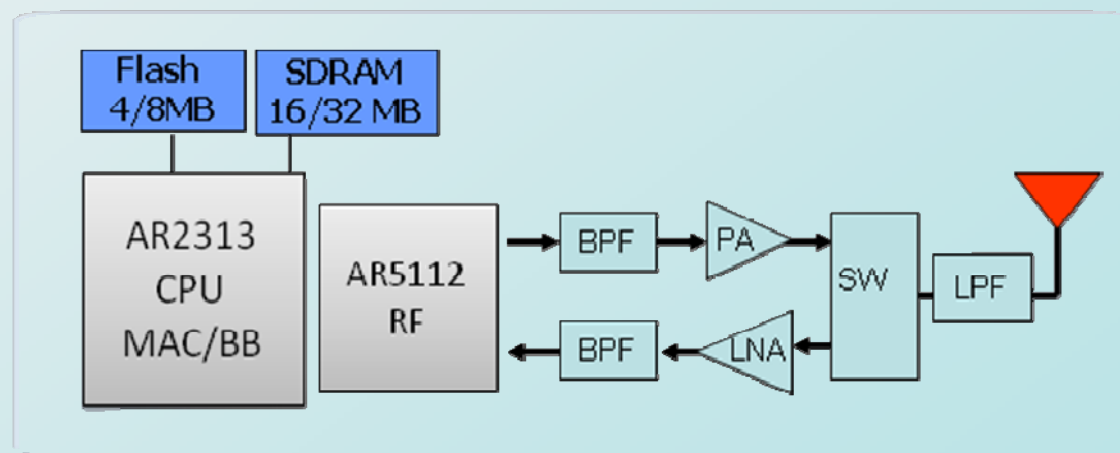 Flash
4/8MB
SDRAM
16/32 MB
AR2313
CPU
MAC/BB
AR5112
RF
BPF
PA
SW
LPF
BPF
LNA